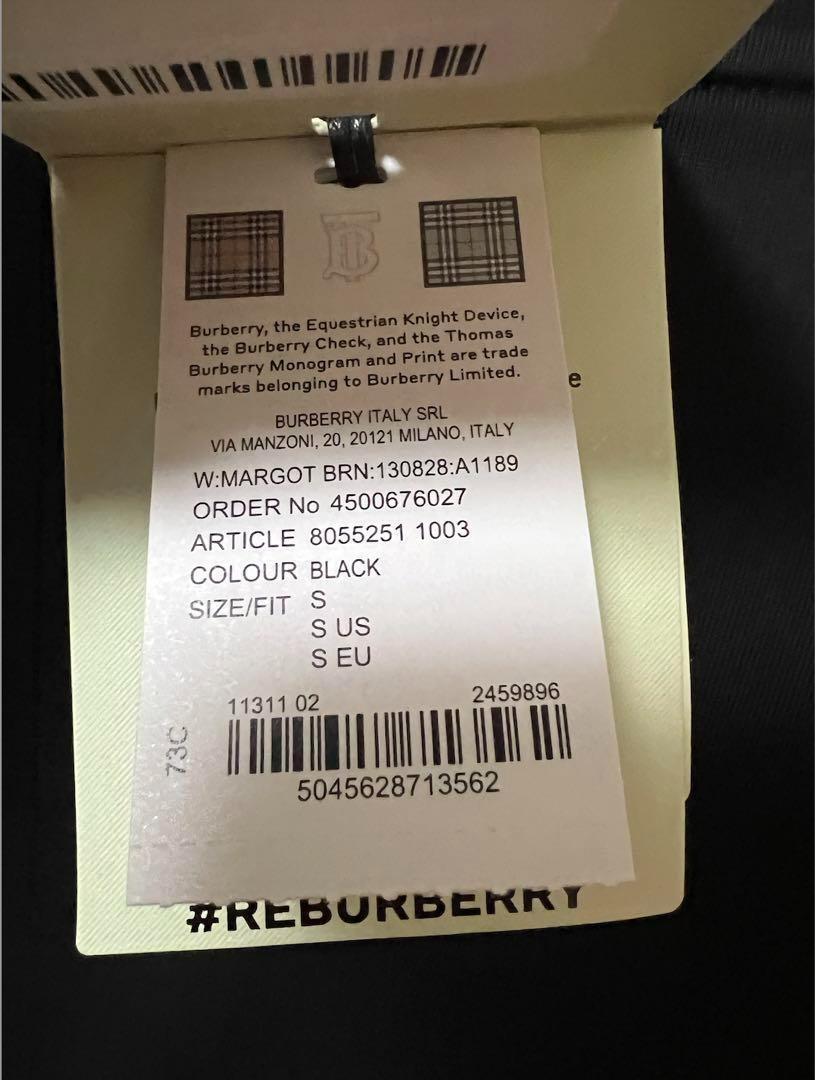 Burberry, the Equestrian Knight Device,
the Burberry Check, and the Thomas
Burberry Monogram and Print are trade
marks belonging to Burberry Limited.
e
BURBERRY ITALY SRL
VIA MANZONI, 20, 20121 MILANO, ITALY
W:MARGOT BRN:130828:A1189
ORDER No 4500676027
ARTICLE 8055251 1003
COLOUR BLACK
SIZE/FIT S
S US
S EU
11311 02 2459896
73C
5045628713562
#REBURBERRY